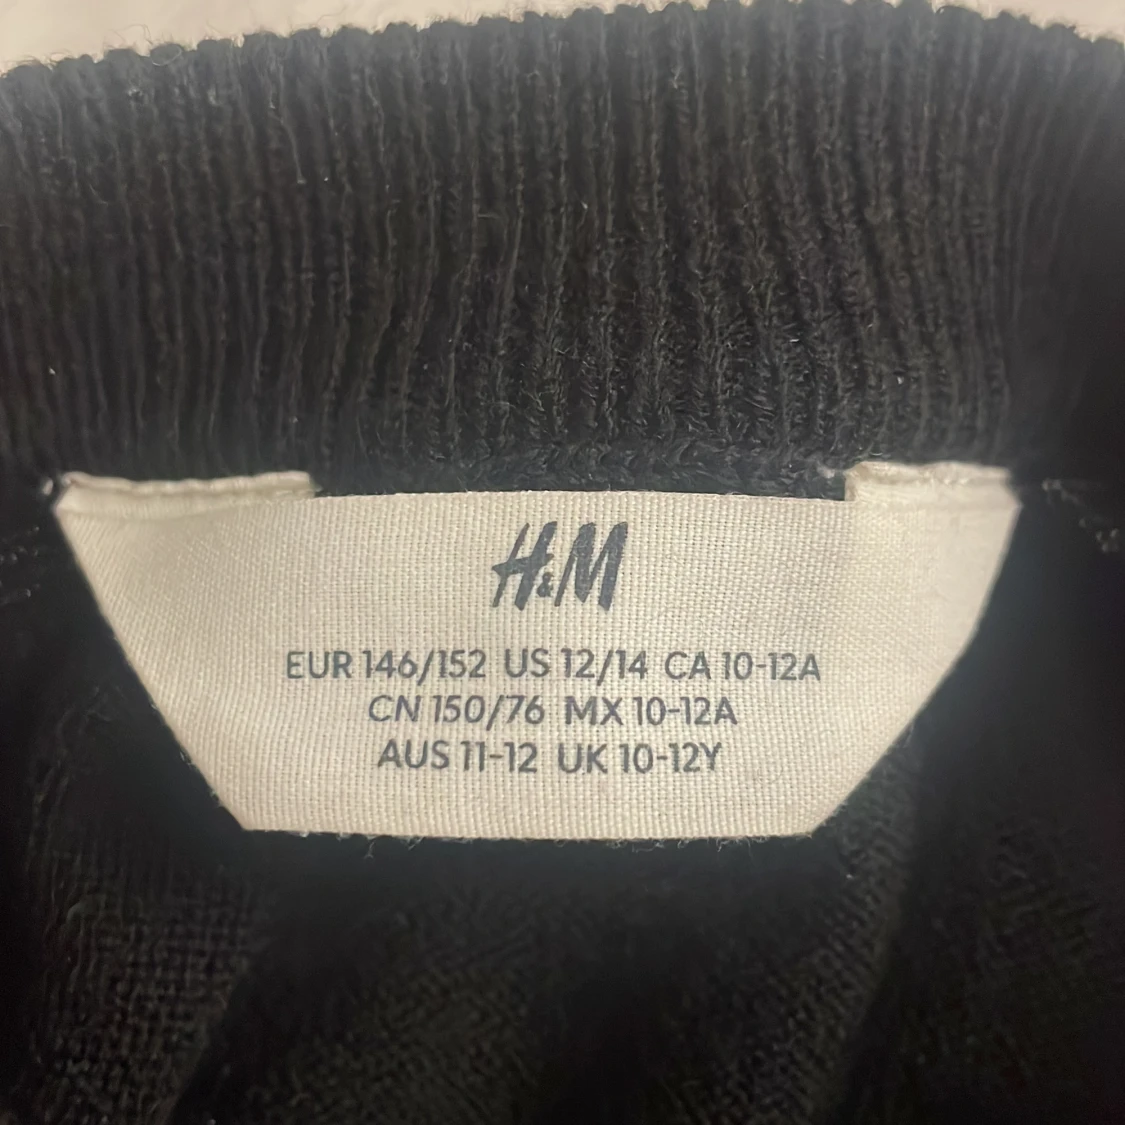 H&M
EUR 146/152 US 12/14 CA 10-12A
CN 150/76 MX 10-12A
AUS 11-12 UK 10-12Y